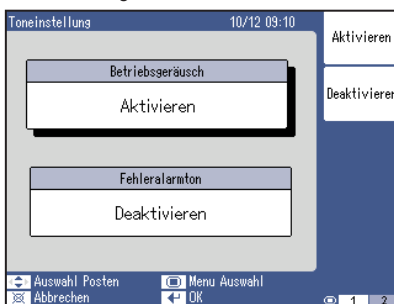 Toneinstellung 10/12 09:10
Aktivieren
Deaktivieren
Betriebsgeräusch
Aktivieren
Fehleralarmton
Deaktivieren
Auswahl Posten Menu Auswahl
Abbrechen OK
1 2